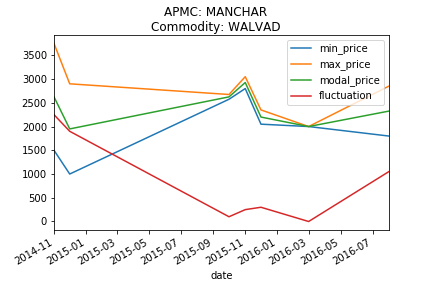 APMC: MANCHAR
Commodity: WALVAD
min_price
max_price
modal_price
fluctuation
3500
3000
2500
2000
1500
1000
500
0
2014-11
2015-01
2015-03
2015-05
2015-07
2015-09
2015-11
2016-01
2016-03
2016-05
2016-07
date